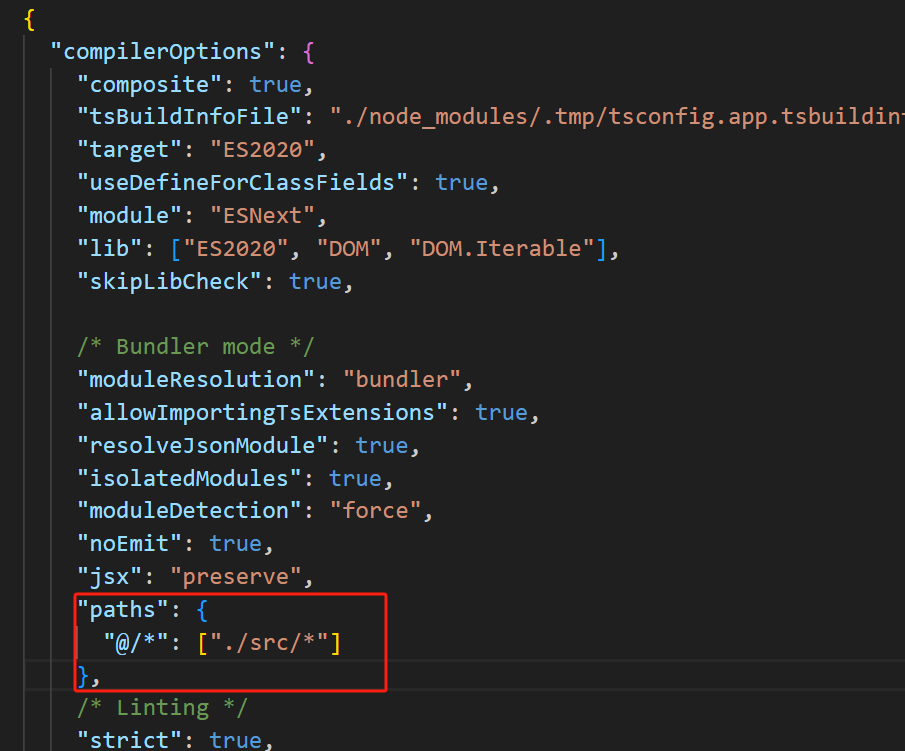 {
"compilerOptions": {
"composite": true,
"tsBuildInfoFile": "./node_modules/.tmp/tsconfig.app.tsbuildin
"target": "ES2020",
"useDefineForClassFields": true,
"module": "ESNext",
"lib": ["ES2020", "DOM", "DOM.Iterable"],
"skipLibCheck": true,
/* Bundler mode */
"moduleResolution": "bundler",
"allowImportingTsExtensions": true,
"resolveJsonModule": true,
"isolatedModules": true,
"moduleDetection": "force",
"noEmit": true,
"jsx": "preserve",
"paths": {
"@/*": ["./src/*"]
},
/* Linting */
"strict": true,